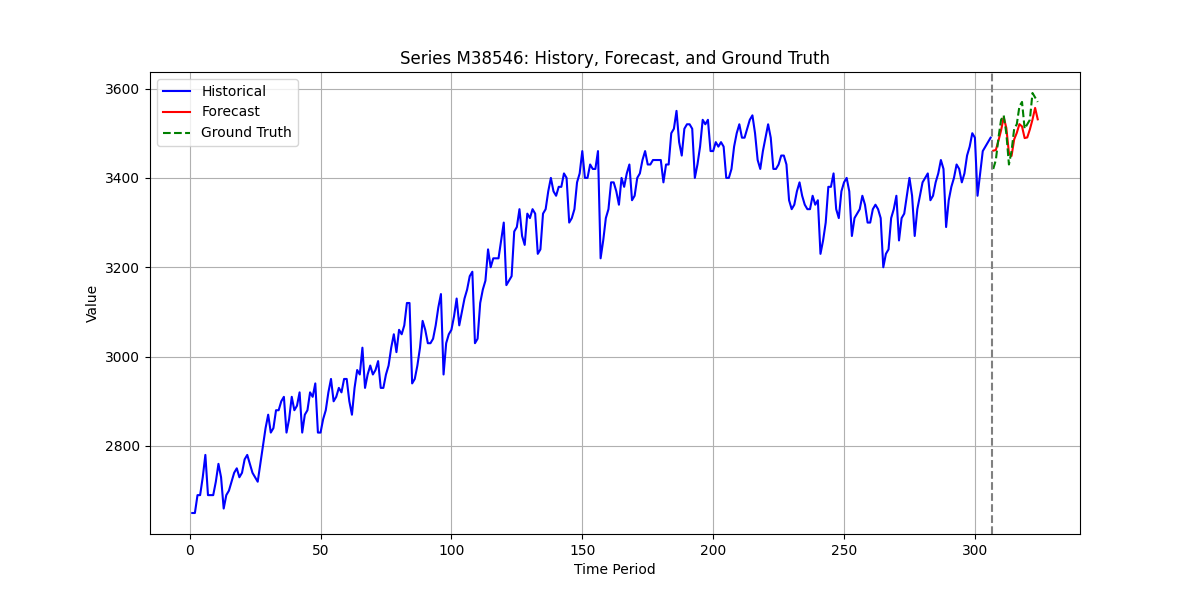 Series M38546: History, Forecast, and Ground Truth
Historical
Forecast
Ground Truth
3600
3400
3200
3000
2800
Value
0 50 100 150 200 250 300
Time Period